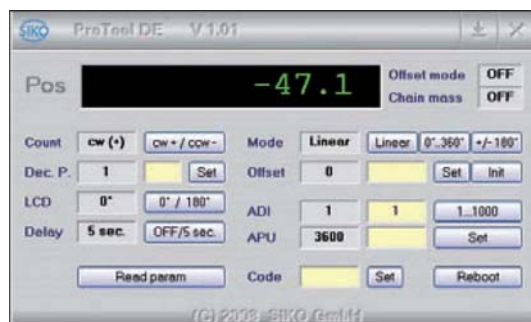 SIKO ProTool DE V 1.01
Pos -47.1 Offset mode OFF
Chain mass OFF
Count cw (+) cw + / ccw - Mode Linear Linear 0°..360° +/-180°
Dec. P. 1 Set Offset 0 Set Init
LCD 0° 0° / 180° ADI 1 1 1...1000
Delay 5 sec. OFF/5 sec. APU 3600 Set
Read param Code Set Reboot
(C) 2008 SIKO GmbH